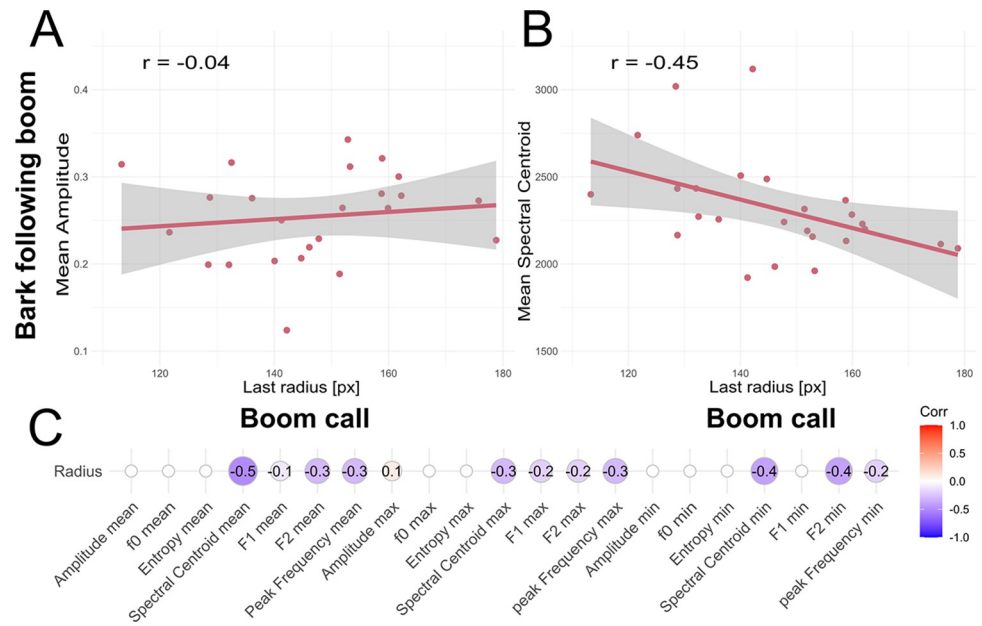 A
B
r = -0.04
r = -0.45
Bark following boom
Mean Amplitude
0.4
0.3
0.2
0.1
120
140
160
180
Last radius [px]
Boom call
Mean Spectral Centroid
3000
2500
2000
1500
120
140
160
180
Last radius [px]
Boom call
C
Radius
-0.5 -0.1 -0.3 -0.3 0.1 -0.3 -0.2 -0.2 -0.3 -0.4 -0.4 -0.2
Amplitude mean
f0 mean
Entropy mean
Spectral Centroid mean
F1 mean
F2 mean
Peak Frequency mean
Amplitude max
f0 max
Entropy max
Spectral Centroid max
F1 max
F2 max
peak Frequency max
Amplitude min
f0 min
Entropy min
Spectral Centroid min
F1 min
F2 min
peak Frequency min
Corr
1.0
0.5
0.0
-0.5
-1.0